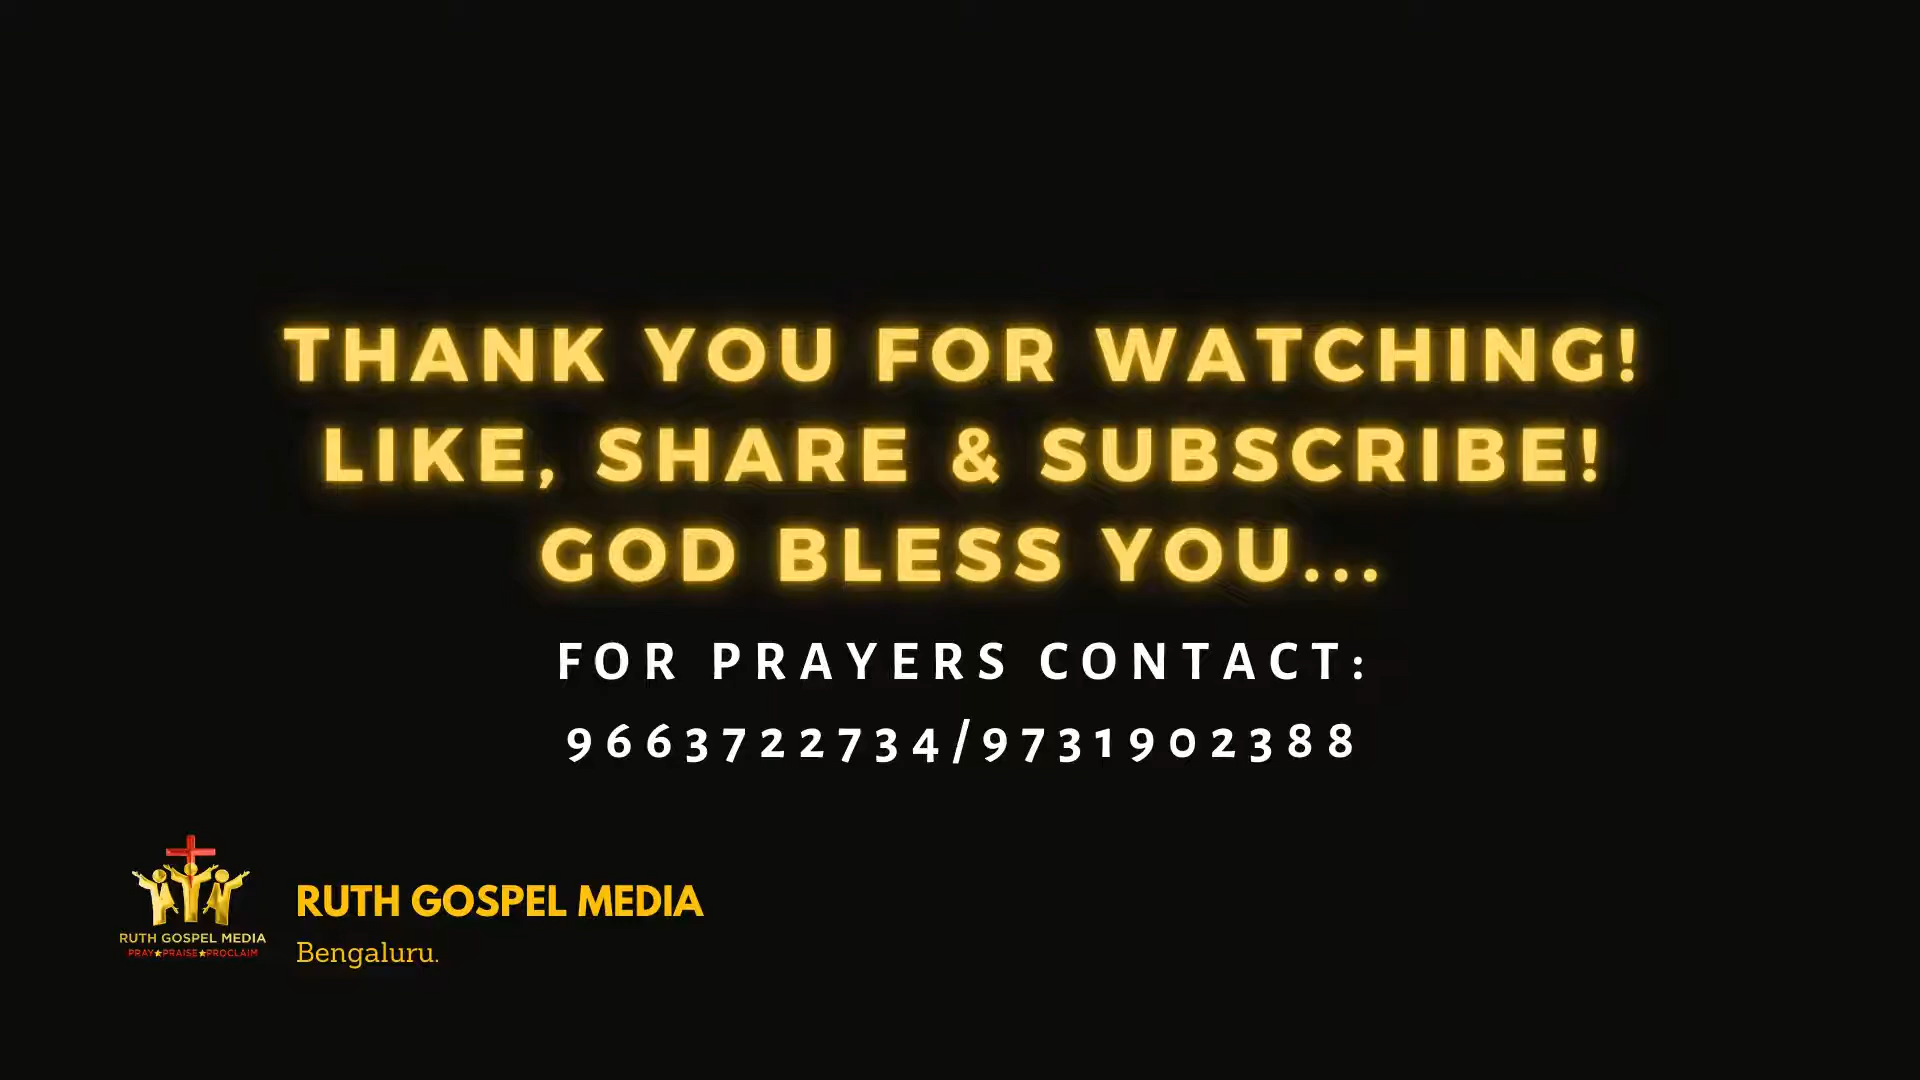 THANK YOU FOR WATCHING!
LIKE, SHARE & SUBSCRIBE!
GOD BLESS YOU...
FOR PRAYERS CONTACT:
9663722734/9731902388
RUTH GOSPEL MEDIA
PRAY★PRAISE★PROCLAIM
RUTH GOSPEL MEDIA
Bengaluru.